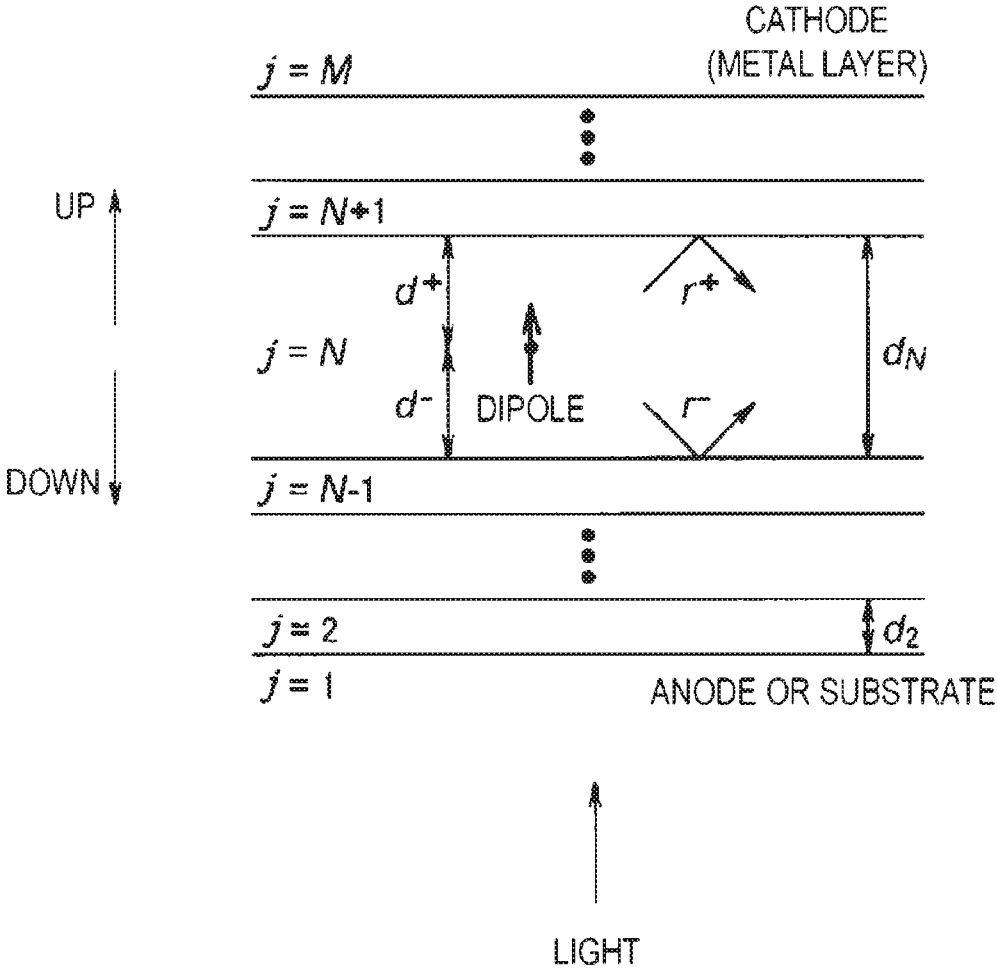 CATHODE
(METAL LAYER)
j = M
UP
j = N+1
d+
r+
j = N
dN
d-
r-
DIPOLE
DOWN
j = N-1
j = 2
d2
j = 1
ANODE OR SUBSTRATE
LIGHT